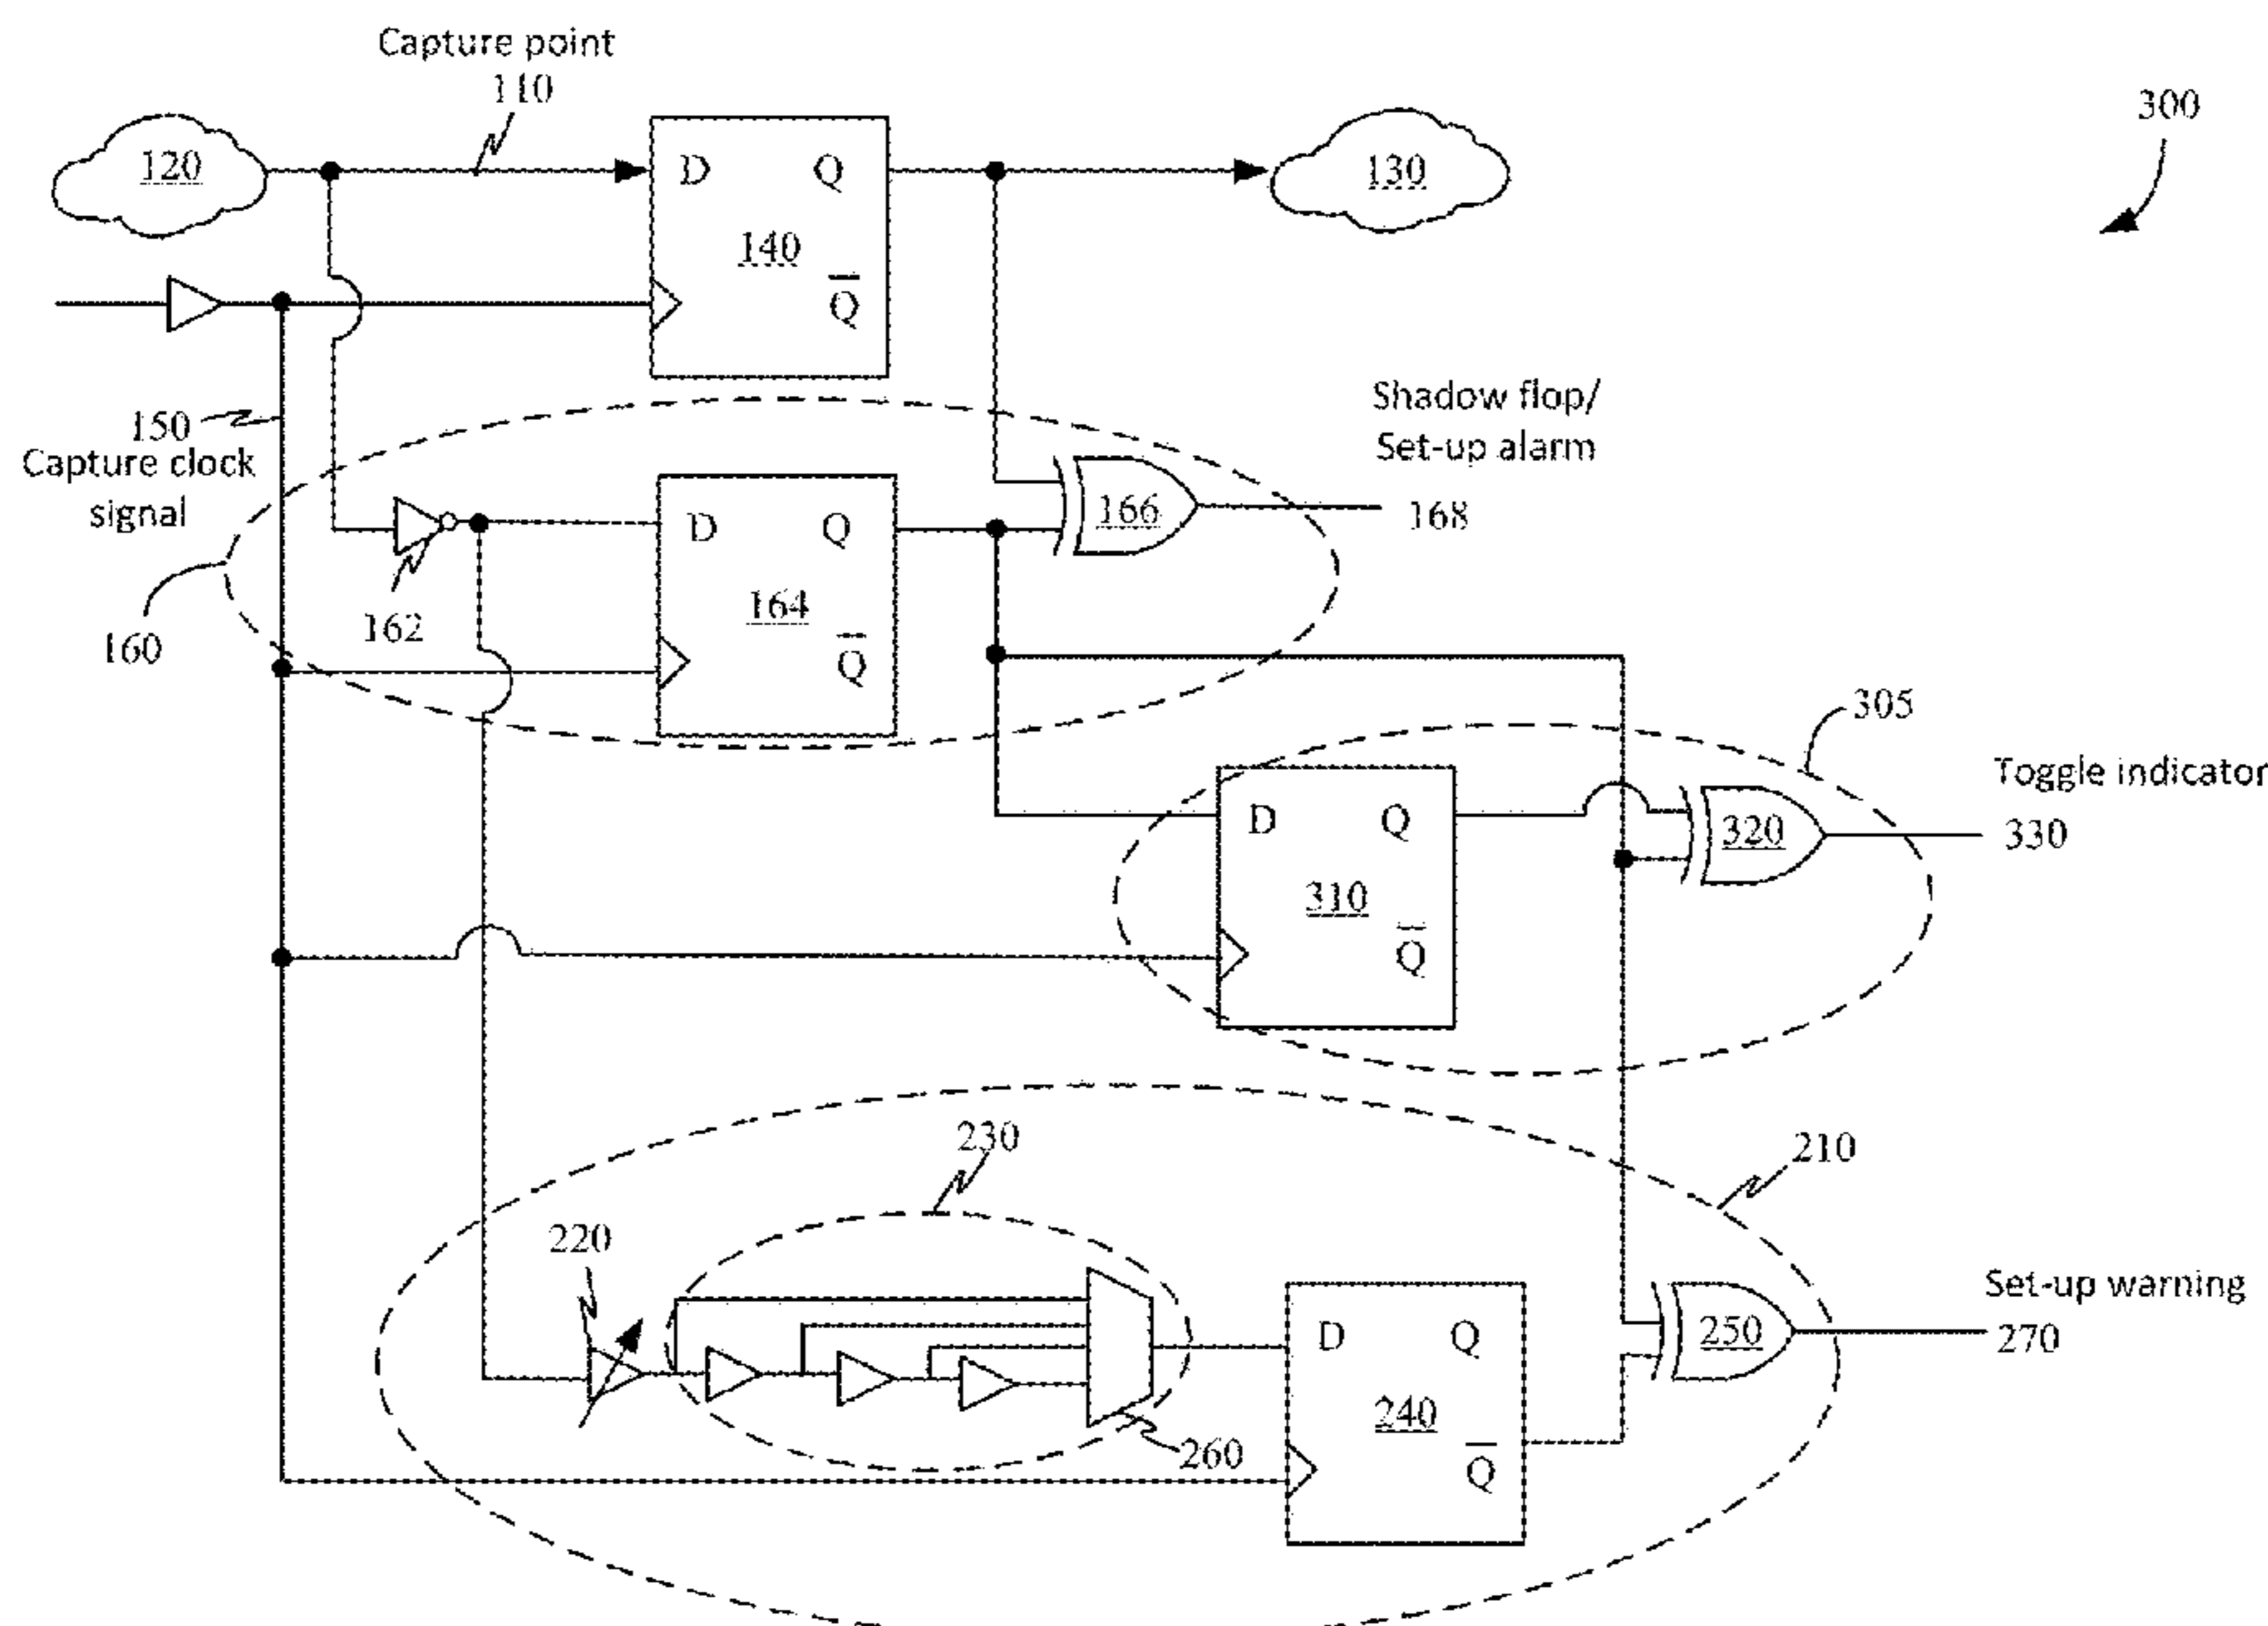 Capture point
110
300
120
D Q
130
140
Q
Shadow flop/
Set-up alarm
150
Capture clock
signal
166
168
D Q
164
162
160
Q
305
Toggle indicator
D Q
320
330
310
Q
230
210
220
Set-up warning
D Q
250
270
240
260
Q